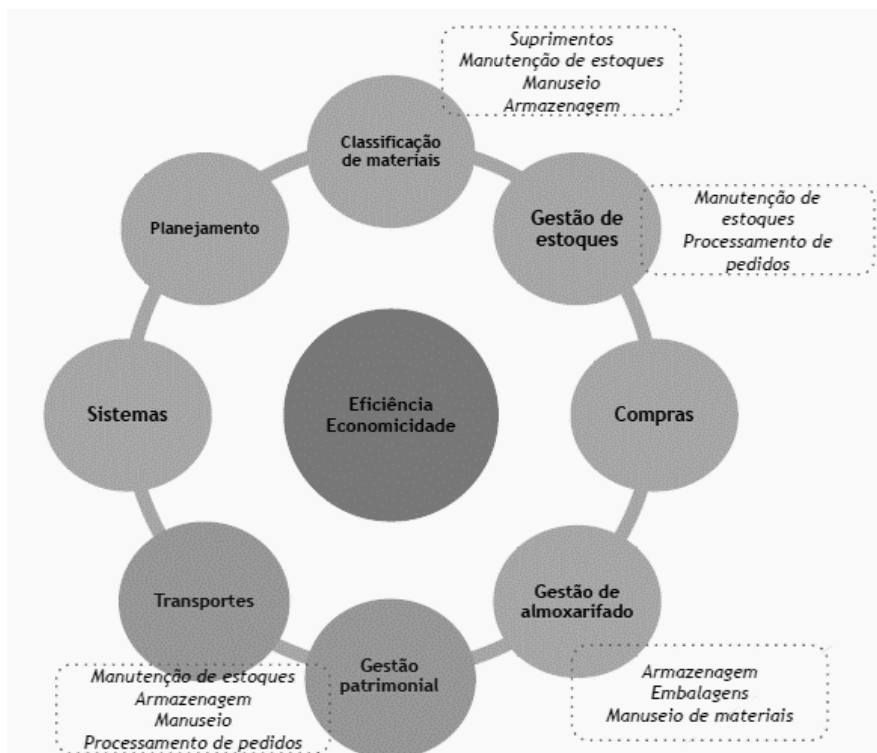 Suprimentos
Manutenção de estoques
Manuseio
Armazenagem
Classificação
de materiais
Planejamento
Gestão de
estoques
Manutenção de
estoques
Processamento de
pedidos
Sistemas
Eficiência
Economicidade
Compras
Transportes
Gestão de
almoxarifado
Gestão
patrimonial
Manutenção de estoques
Armazenagem
Manuseio
Processamento de pedidos
Armazenagem
Embalagens
Manuseio de materiais